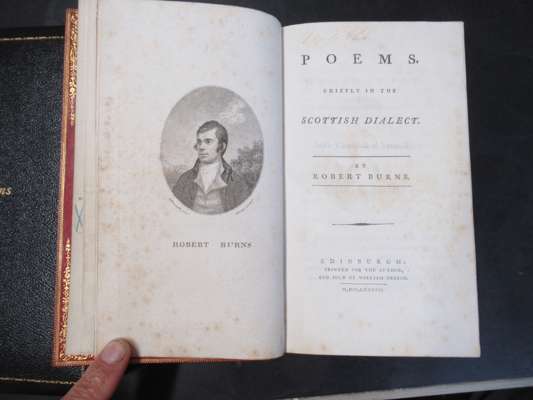 ROBERT BURNS
POEMS,
CHIEFLY IN THE
SCOTTISH DIALECT.
BY
ROBERT BURNS.
EDINBURGH:
PRINTED FOR THE AUTHOR,
AND SOLD BY WILLIAM CREECH.